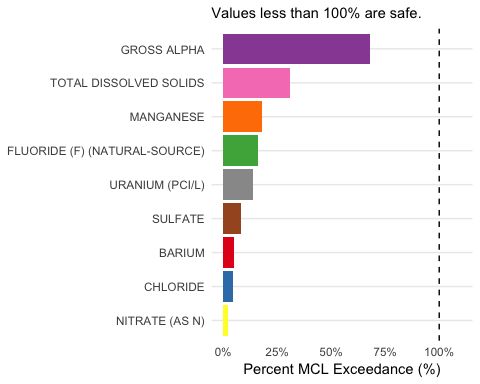 Values less than 100% are safe.
GROSS ALPHA
TOTAL DISSOLVED SOLIDS
MANGANESE
FLUORIDE (F) (NATURAL-SOURCE)
URANIUM (PCI/L)
SULFATE
BARIUM
CHLORIDE
NITRATE (AS N)
0% 25% 50% 75% 100%
Percent MCL Exceedance (%)